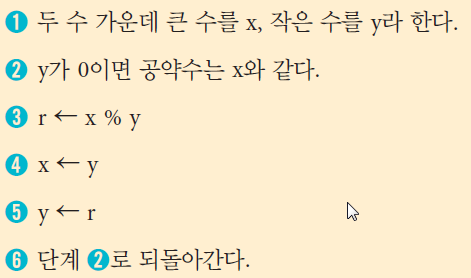 ❶ 두 수 가운데 큰 수를 x, 작은 수를 y라 한다.
❷ y가 0이면 공약수는 x와 같다.
❸ r ← x % y
❹ x ← y
❺ y ← r
❻ 단계 ❷로 되돌아간다.